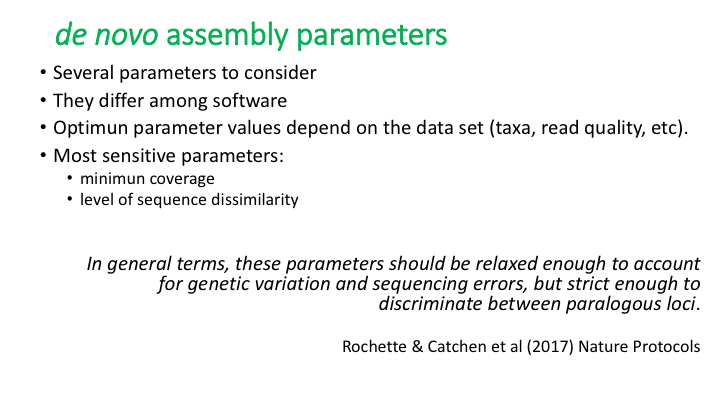 de novo assembly parameters
• Several parameters to consider
• They differ among software
• Optimun parameter values depend on the data set (taxa, read quality, etc).
• Most sensitive parameters:
• minimun coverage
• level of sequence dissimilarity
In general terms, these parameters should be relaxed enough to account
for genetic variation and sequencing errors, but strict enough to
discriminate between paralogous loci.
Rochette & Catchen et al (2017) Nature Protocols